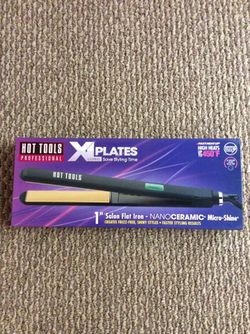 HOT TOOLS
PROFESSIONAL
X4 PLATES
Save Styling Time
HIGH HEATS
450°F
HOT TOOLS
1" Salon Flat Iron - NANOCERAMIC® Micro-Shine®
CREATES FRIZZ-FREE, SHINY STYLES • FASTER STYLING RESULTS